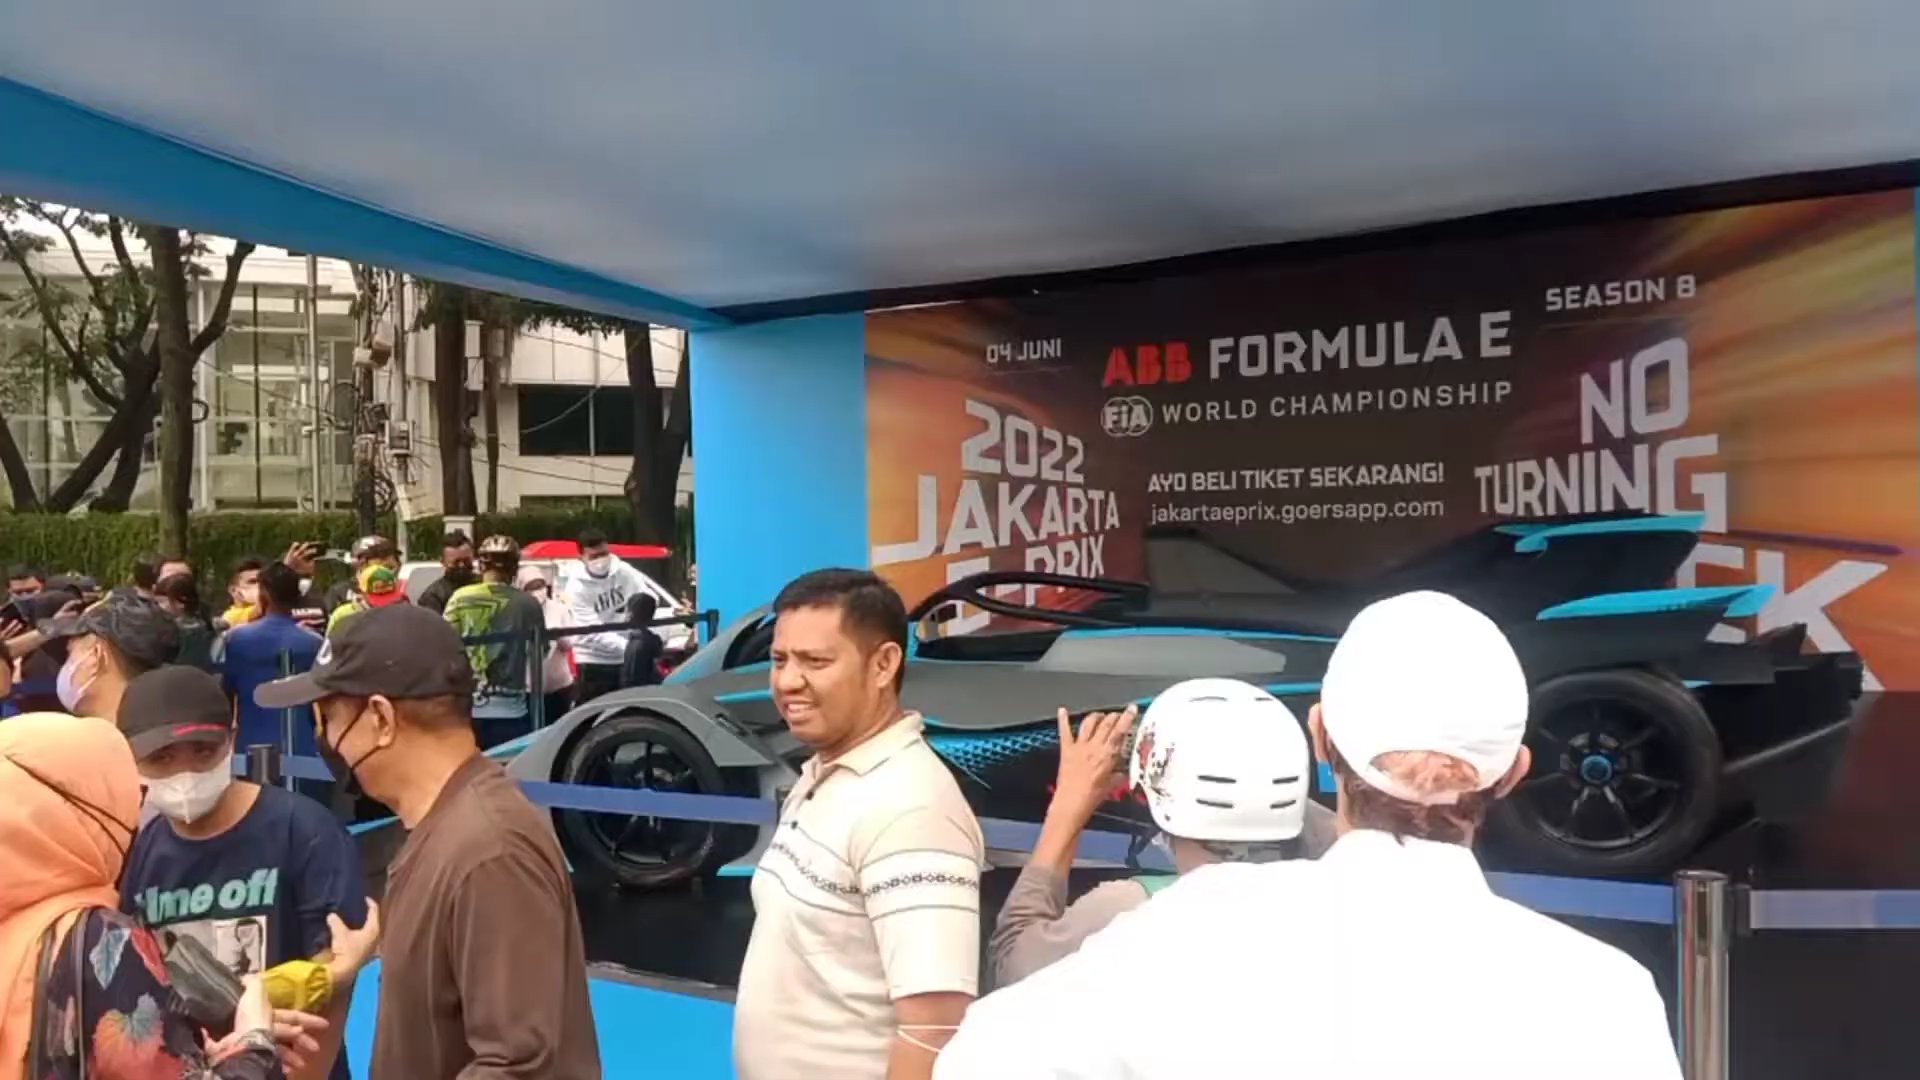 04 JUNI
2022
JAKARTA
E-PRIX
ABB FORMULA E
FIA WORLD CHAMPIONSHIP
AYO BELI TIKET SEKARANG!
jakartaeprix.goersapp.com
SEASON 8
NO
TURNING
time off